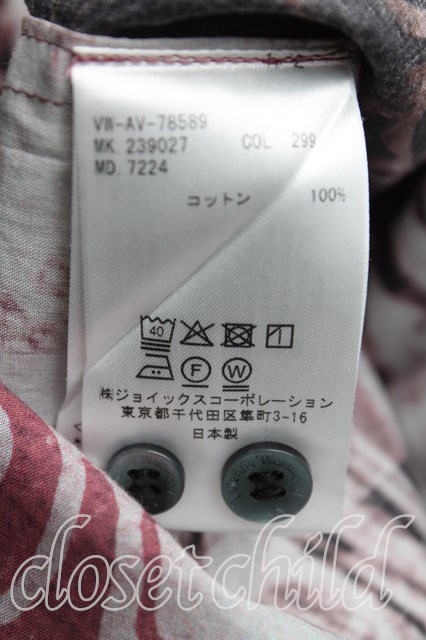 VW-AV-78589
MK. 239027 COL. 299
MD. 7224
コットン 100%
40
F W
㈱ジョイックスコーポレーション
東京都千代田区隼町3-16
日本製
closetchild